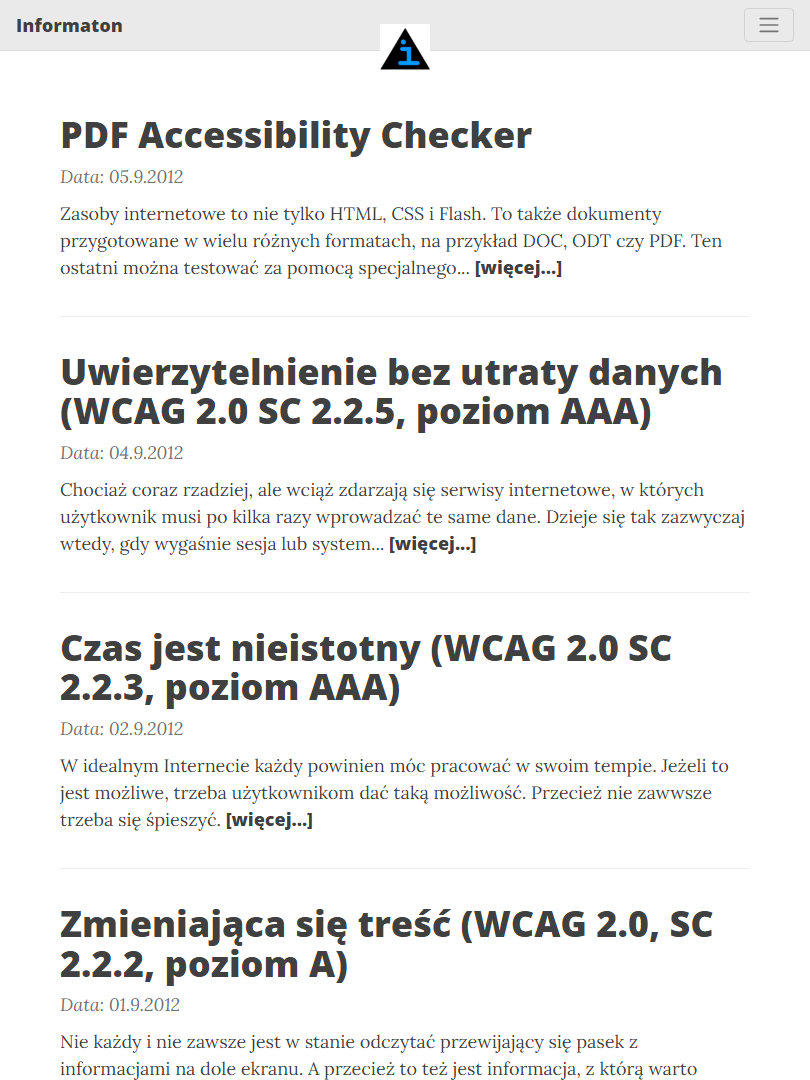 Informaton
i
PDF Accessibility Checker
Data: 05.9.2012
Zasoby internetowe to nie tylko HTML, CSS i Flash. To także dokumenty
przygotowane w wielu różnych formatach, na przykład DOC, ODT czy PDF. Ten
ostatni można testować za pomocą specjalnego... [więcej...]
Uwierzytelnienie bez utraty danych
(WCAG 2.0 SC 2.2.5, poziom AAA)
Data: 04.9.2012
Chociaż coraz rzadziej, ale wciąż zdarzają się serwisy internetowe, w których
użytkownik musi po kilka razy wprowadzać te same dane. Dzieje się tak zazwyczaj
wtedy, gdy wygaśnie sesja lub system... [więcej...]
Czas jest nieistotny (WCAG 2.0 SC
2.2.3, poziom AAA)
Data: 02.9.2012
W idealnym Internecie każdy powinien móc pracować w swoim tempie. Jeżeli to
jest możliwe, trzeba użytkownikom dać taką możliwość. Przecież nie zawwsze
trzeba się śpieszyć. [więcej...]
Zmieniająca się treść (WCAG 2.0, SC
2.2.2, poziom A)
Data: 01.9.2012
Nie każdy i nie zawsze jest w stanie odczytać przewijający się pasek z
informacjami na dole ekranu. A przecież to też jest informacja, z którą warto